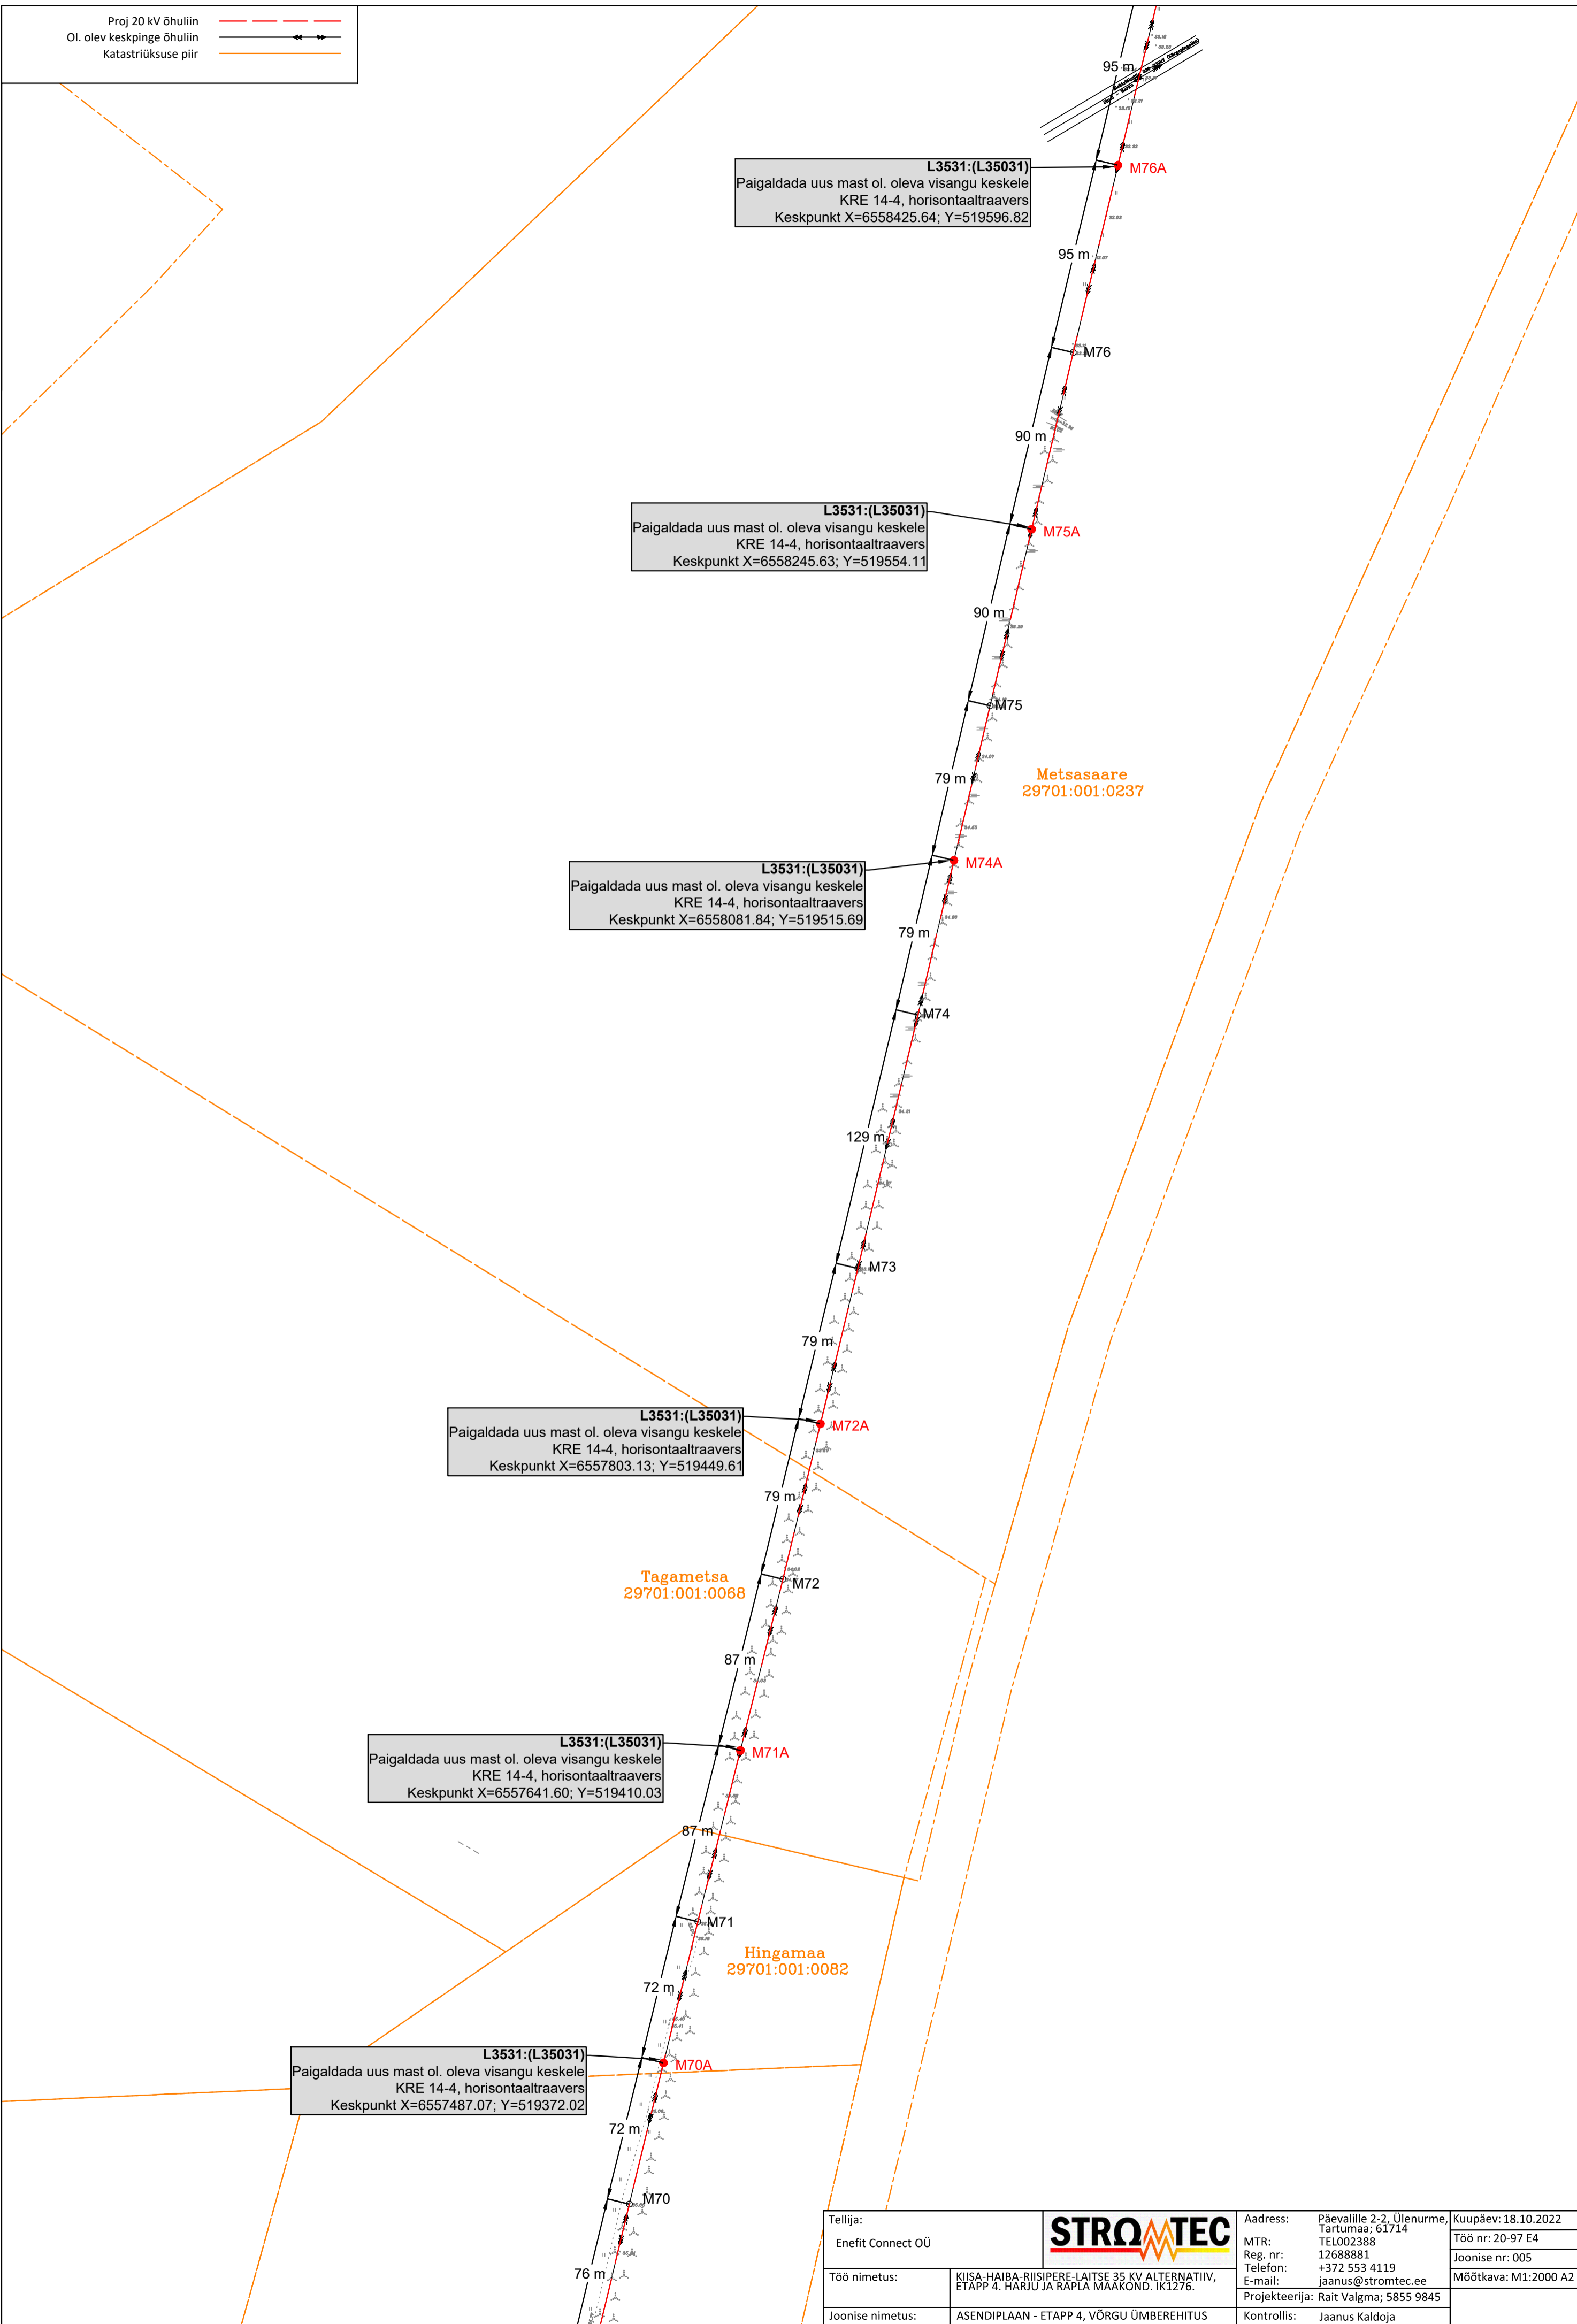 Proj 20 kV õhuliin
Ol. olev keskpinge õhuliin
Katastriüksuse piir
95 m
M76A
L3531:(L35031)
Paigaldada uus mast ol. oleva visangu keskele
KRE 14-4, horisontaaltraavers
Keskpunkt X=6558425.64; Y=519596.82
95 m
M76
90 m
L3531:(L35031)
Paigaldada uus mast ol. oleva visangu keskele
KRE 14-4, horisontaaltraavers
Keskpunkt X=6558245.63; Y=519554.11
M75A
90 m
M75
79 m
Metsasaare
29701:001:0237
M74A
L3531:(L35031)
Paigaldada uus mast ol. oleva visangu keskele
KRE 14-4, horisontaaltraavers
Keskpunkt X=6558081.84; Y=519515.69
79 m
M74
129 m
M73
79 m
L3531:(L35031)
Paigaldada uus mast ol. oleva visangu keskele
KRE 14-4, horisontaaltraavers
Keskpunkt X=6557803.13; Y=519449.61
M72A
79 m
Tagametsa
29701:001:0068
M72
87 m
L3531:(L35031)
Paigaldada uus mast ol. oleva visangu keskele
KRE 14-4, horisontaaltraavers
Keskpunkt X=6557641.60; Y=519410.03
M71A
87 m
M71
Hingamaa
29701:001:0082
72 m
L3531:(L35031)
Paigaldada uus mast ol. oleva visangu keskele
KRE 14-4, horisontaaltraavers
Keskpunkt X=6557487.07; Y=519372.02
M70A
72 m
M70
76 m
Tellija:
Enefit Connect OÜ
STROMTEC
Aadress: Päevalille 2-2, Ülenurme,
Tartumaa; 61714
MTR: TEL002388
Reg. nr: 12688881
Telefon: +372 553 4119
E-mail: jaanus@stromtec.ee
Kuupäev: 18.10.2022
Töö nr: 20-97 E4
Joonise nr: 005
Mõõtkava: M1:2000 A2
Töö nimetus: KIISA-HAIBA-RIISIPERE-LAITSE 35 KV ALTERNATIIV,
ETAPP 4. HARJU JA RAPLA MAAKOND. IK1276.
Projekteerija: Rait Valgma; 5855 9845
Joonise nimetus: ASENDIPLAAN - ETAPP 4, VÕRGU ÜMBEREHITUS
Kontrollis: Jaanus Kaldoja